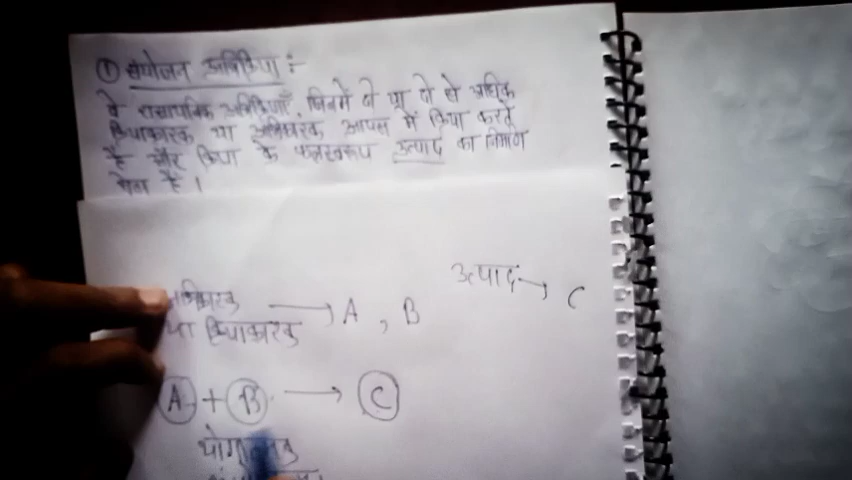 ① संयोजन अभिक्रिया :-
वे रासायनिक अभिक्रियाएँ, जिनमें दो या दो से अधिक
क्रियाकारक या अभिकारक आपस में क्रिया करते
है और क्रिया के फलस्वरूप उत्पाद का निर्माण
होता है ।
उत्पाद → C
अभिकारक → A , B
या क्रियाकारक
A + B → C